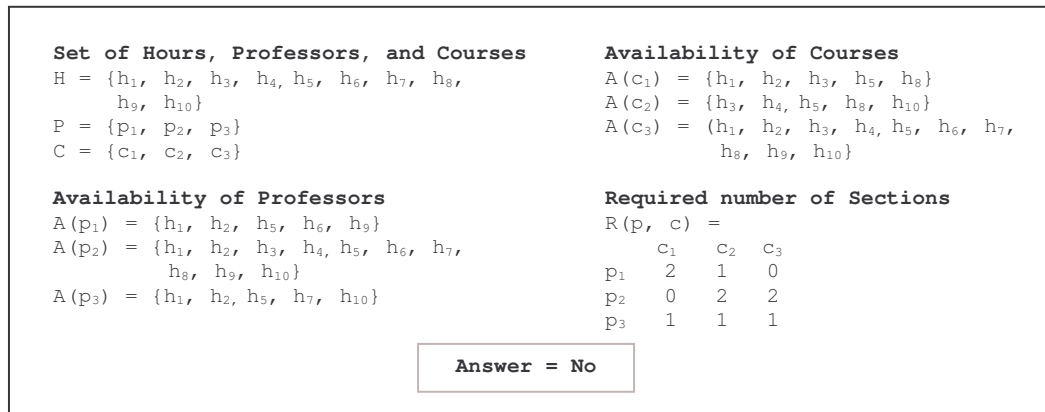 Set of Hours, Professors, and Courses
H = {h₁, h₂, h₃, h₄, h₅, h₆, h₇, h₈,
h₉, h₁₀}
P = {p₁, p₂, p₃}
C = {c₁, c₂, c₃}
Availability of Professors
A(p₁) = {h₁, h₂, h₅, h₆, h₉}
A(p₂) = {h₁, h₂, h₃, h₄, h₅, h₆, h₇,
h₈, h₉, h₁₀}
A(p₃) = {h₁, h₂, h₅, h₇, h₁₀}
Availability of Courses
A(c₁) = {h₁, h₂, h₃, h₅, h₈}
A(c₂) = {h₃, h₄, h₅, h₈, h₁₀}
A(c₃) = (h₁, h₂, h₃, h₄, h₅, h₆, h₇,
h₈, h₉, h₁₀}
Required number of Sections
R(p, c) =
c₁ c₂ c₃
p₁ 2 1 0
p₂ 0 2 2
p₃ 1 1 1
Answer = No